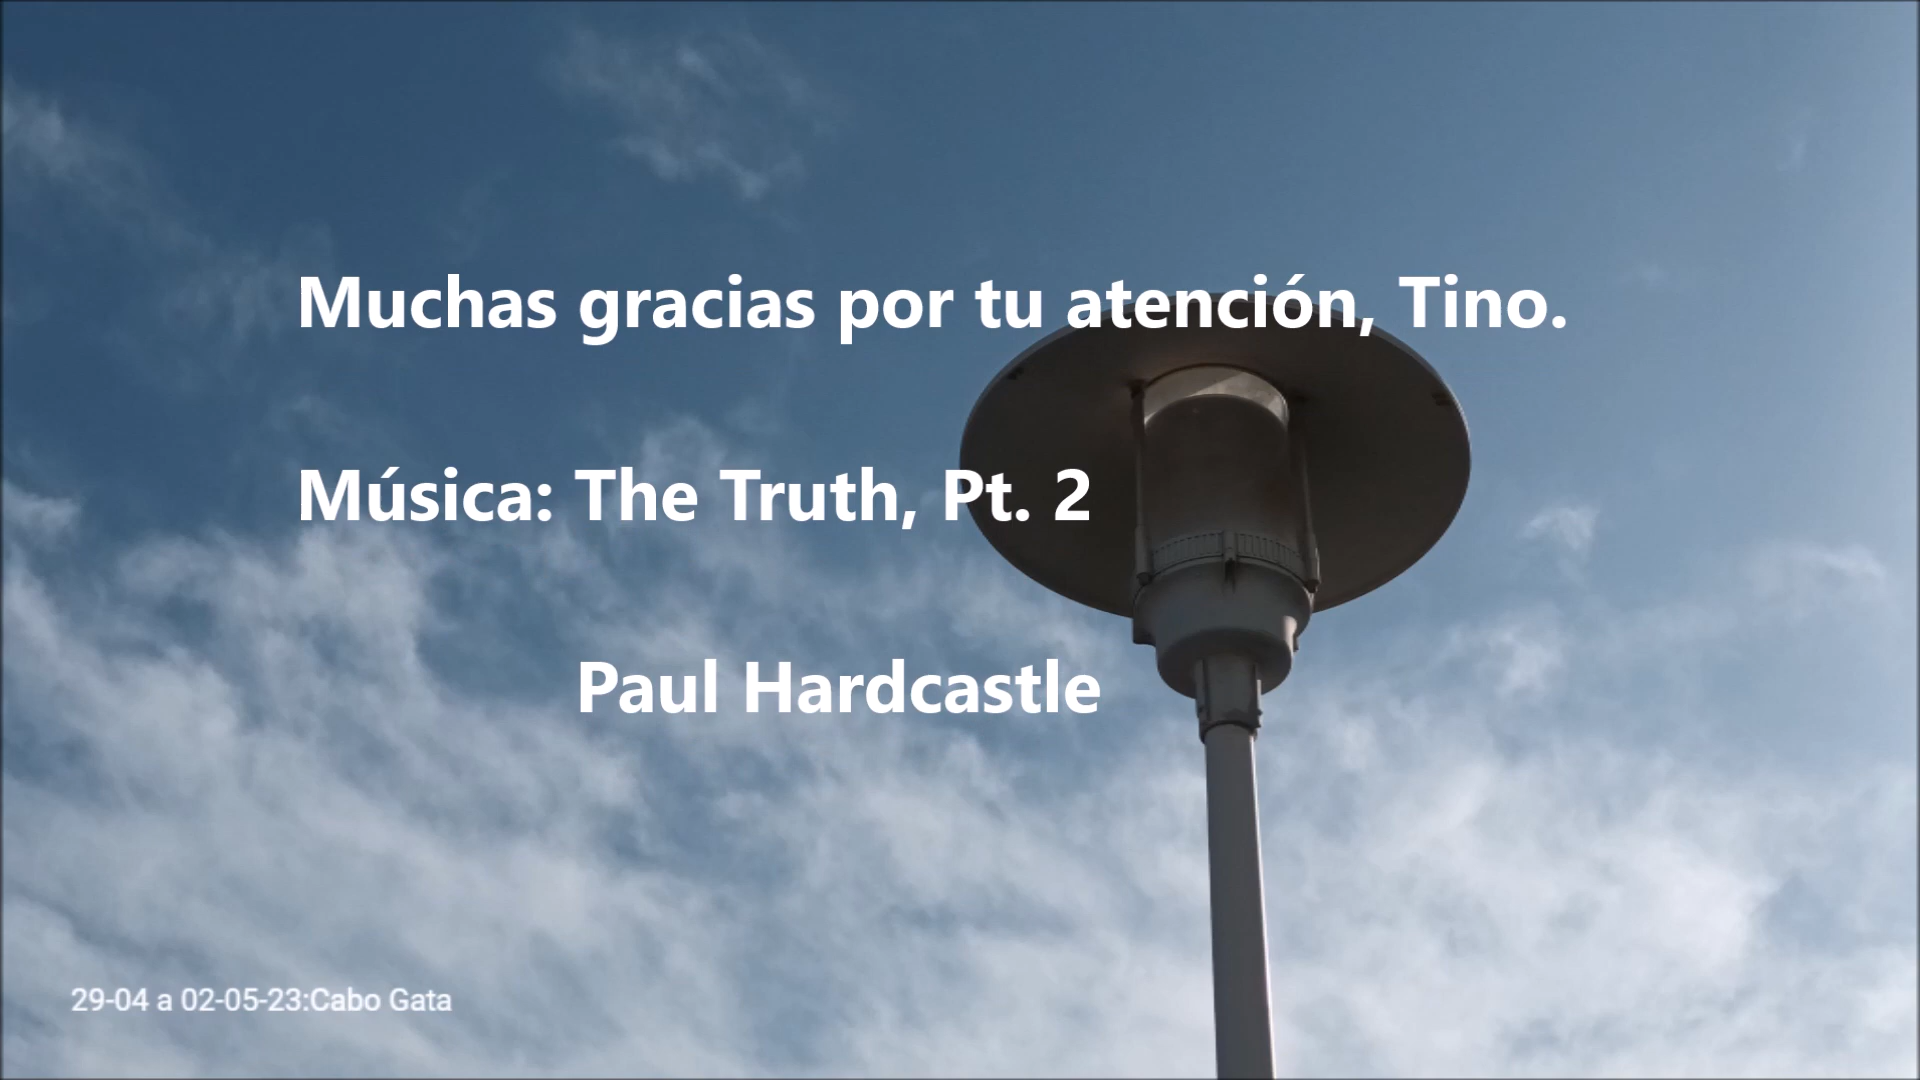 Muchas gracias por tu atención, Tino.
Música: The Truth, Pt. 2
Paul Hardcastle
29-04 a 02-05-23:Cabo Gata